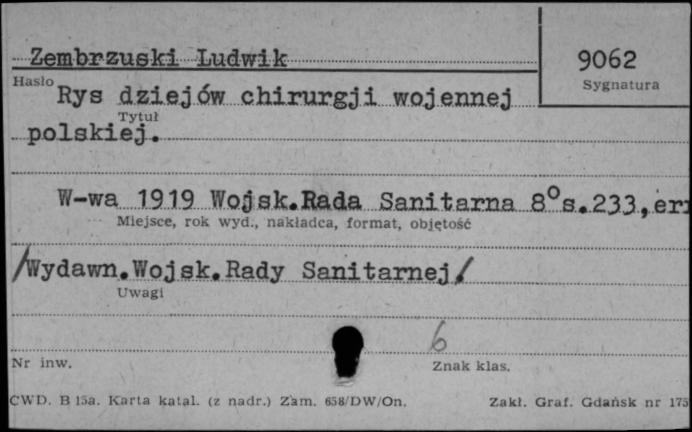 Zembrzuski Ludwik
9062
Hasło
Sygnatura
Rys dziejów chirurgji wojennej
Tytuł
polskiej.
W-wa 1919 Wojsk.Rada Sanitarna 8°s.233,er
Miejsce, rok wyd., nakładca, format, objętość
/Wydawn.Wojsk.Rady Sanitarnej/
Uwagi
6
Nr inw.
Znak klas.
CWD. B 15a. Karta katal. (z nadr.) Zam. 658/DW/On.
Zakł. Graf. Gdańsk nr 175